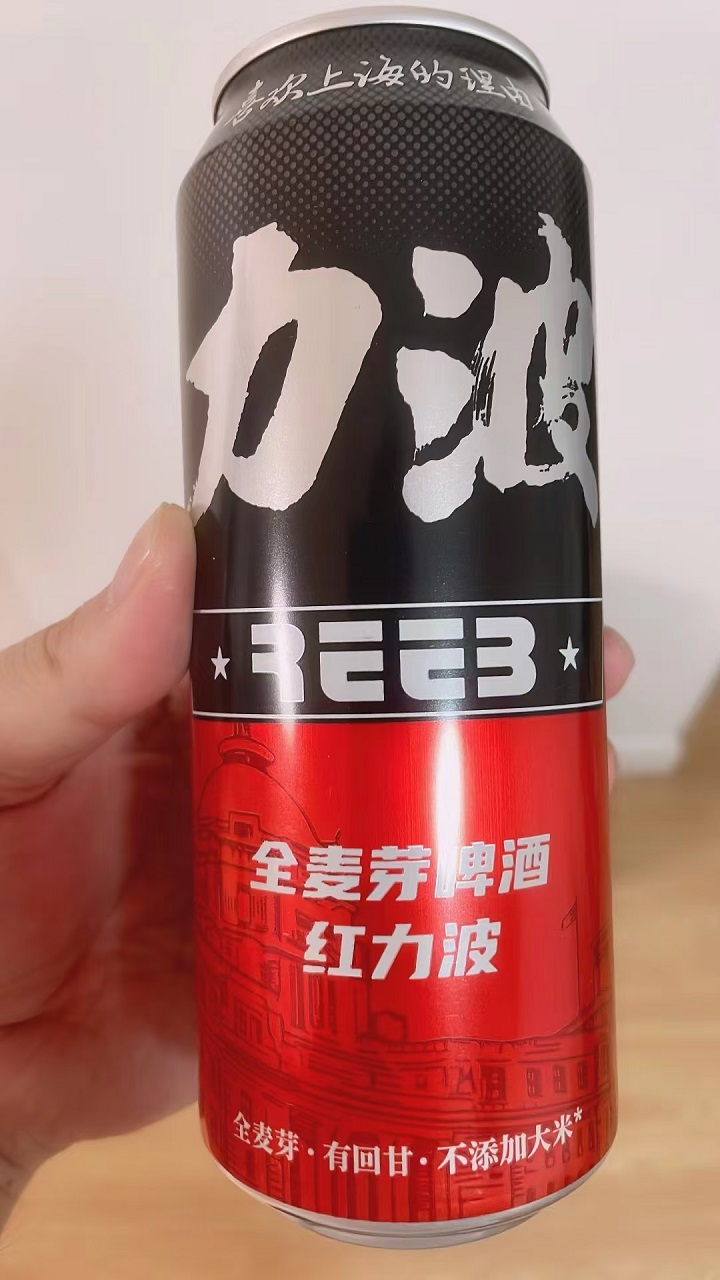 喜欢上海的理由
力波
REEB
全麦芽啤酒
红力波
全麦芽·有回甘·不添加大米*